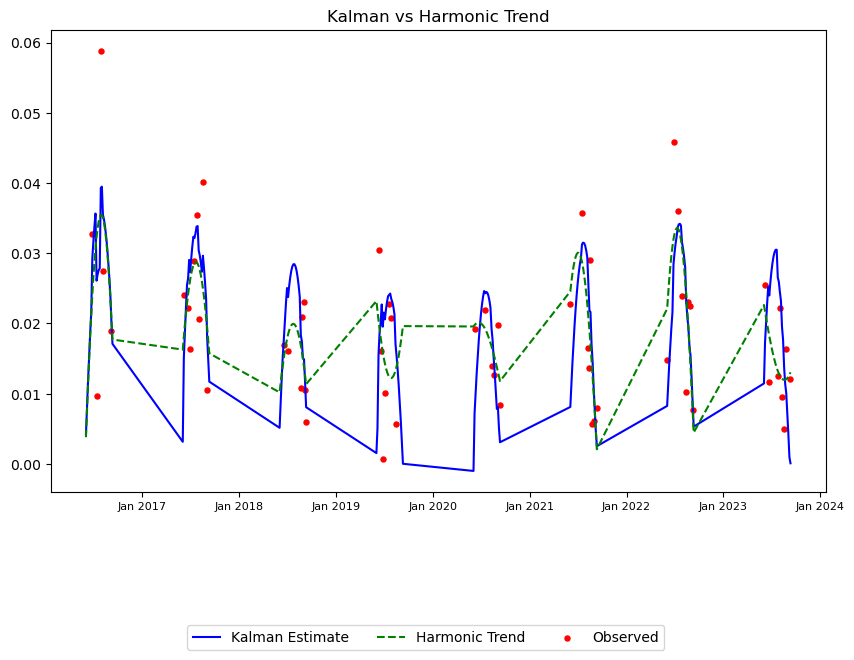 Kalman vs Harmonic Trend
0.06
0.05
0.04
0.03
0.02
0.01
0.00
Jan 2017 Jan 2018 Jan 2019 Jan 2020 Jan 2021 Jan 2022 Jan 2023 Jan 2024
Kalman Estimate Harmonic Trend Observed